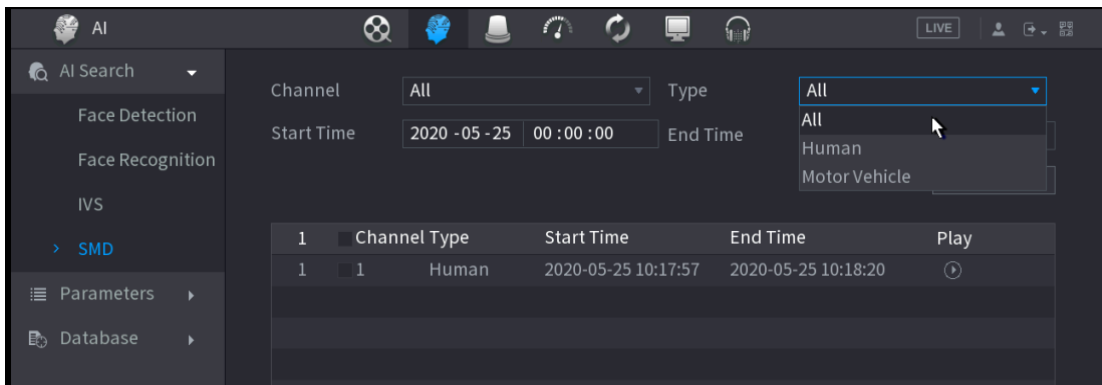 AI
LIVE
AI Search
Face Detection
Face Recognition
IVS
SMD
Parameters
Database
Channel All Type All
All
Human
Motor Vehicle
Start Time 2020 -05 -25 00 : 00 : 00 End Time
1 Channel Type Start Time End Time Play
1 1 Human 2020-05-25 10:17:57 2020-05-25 10:18:20